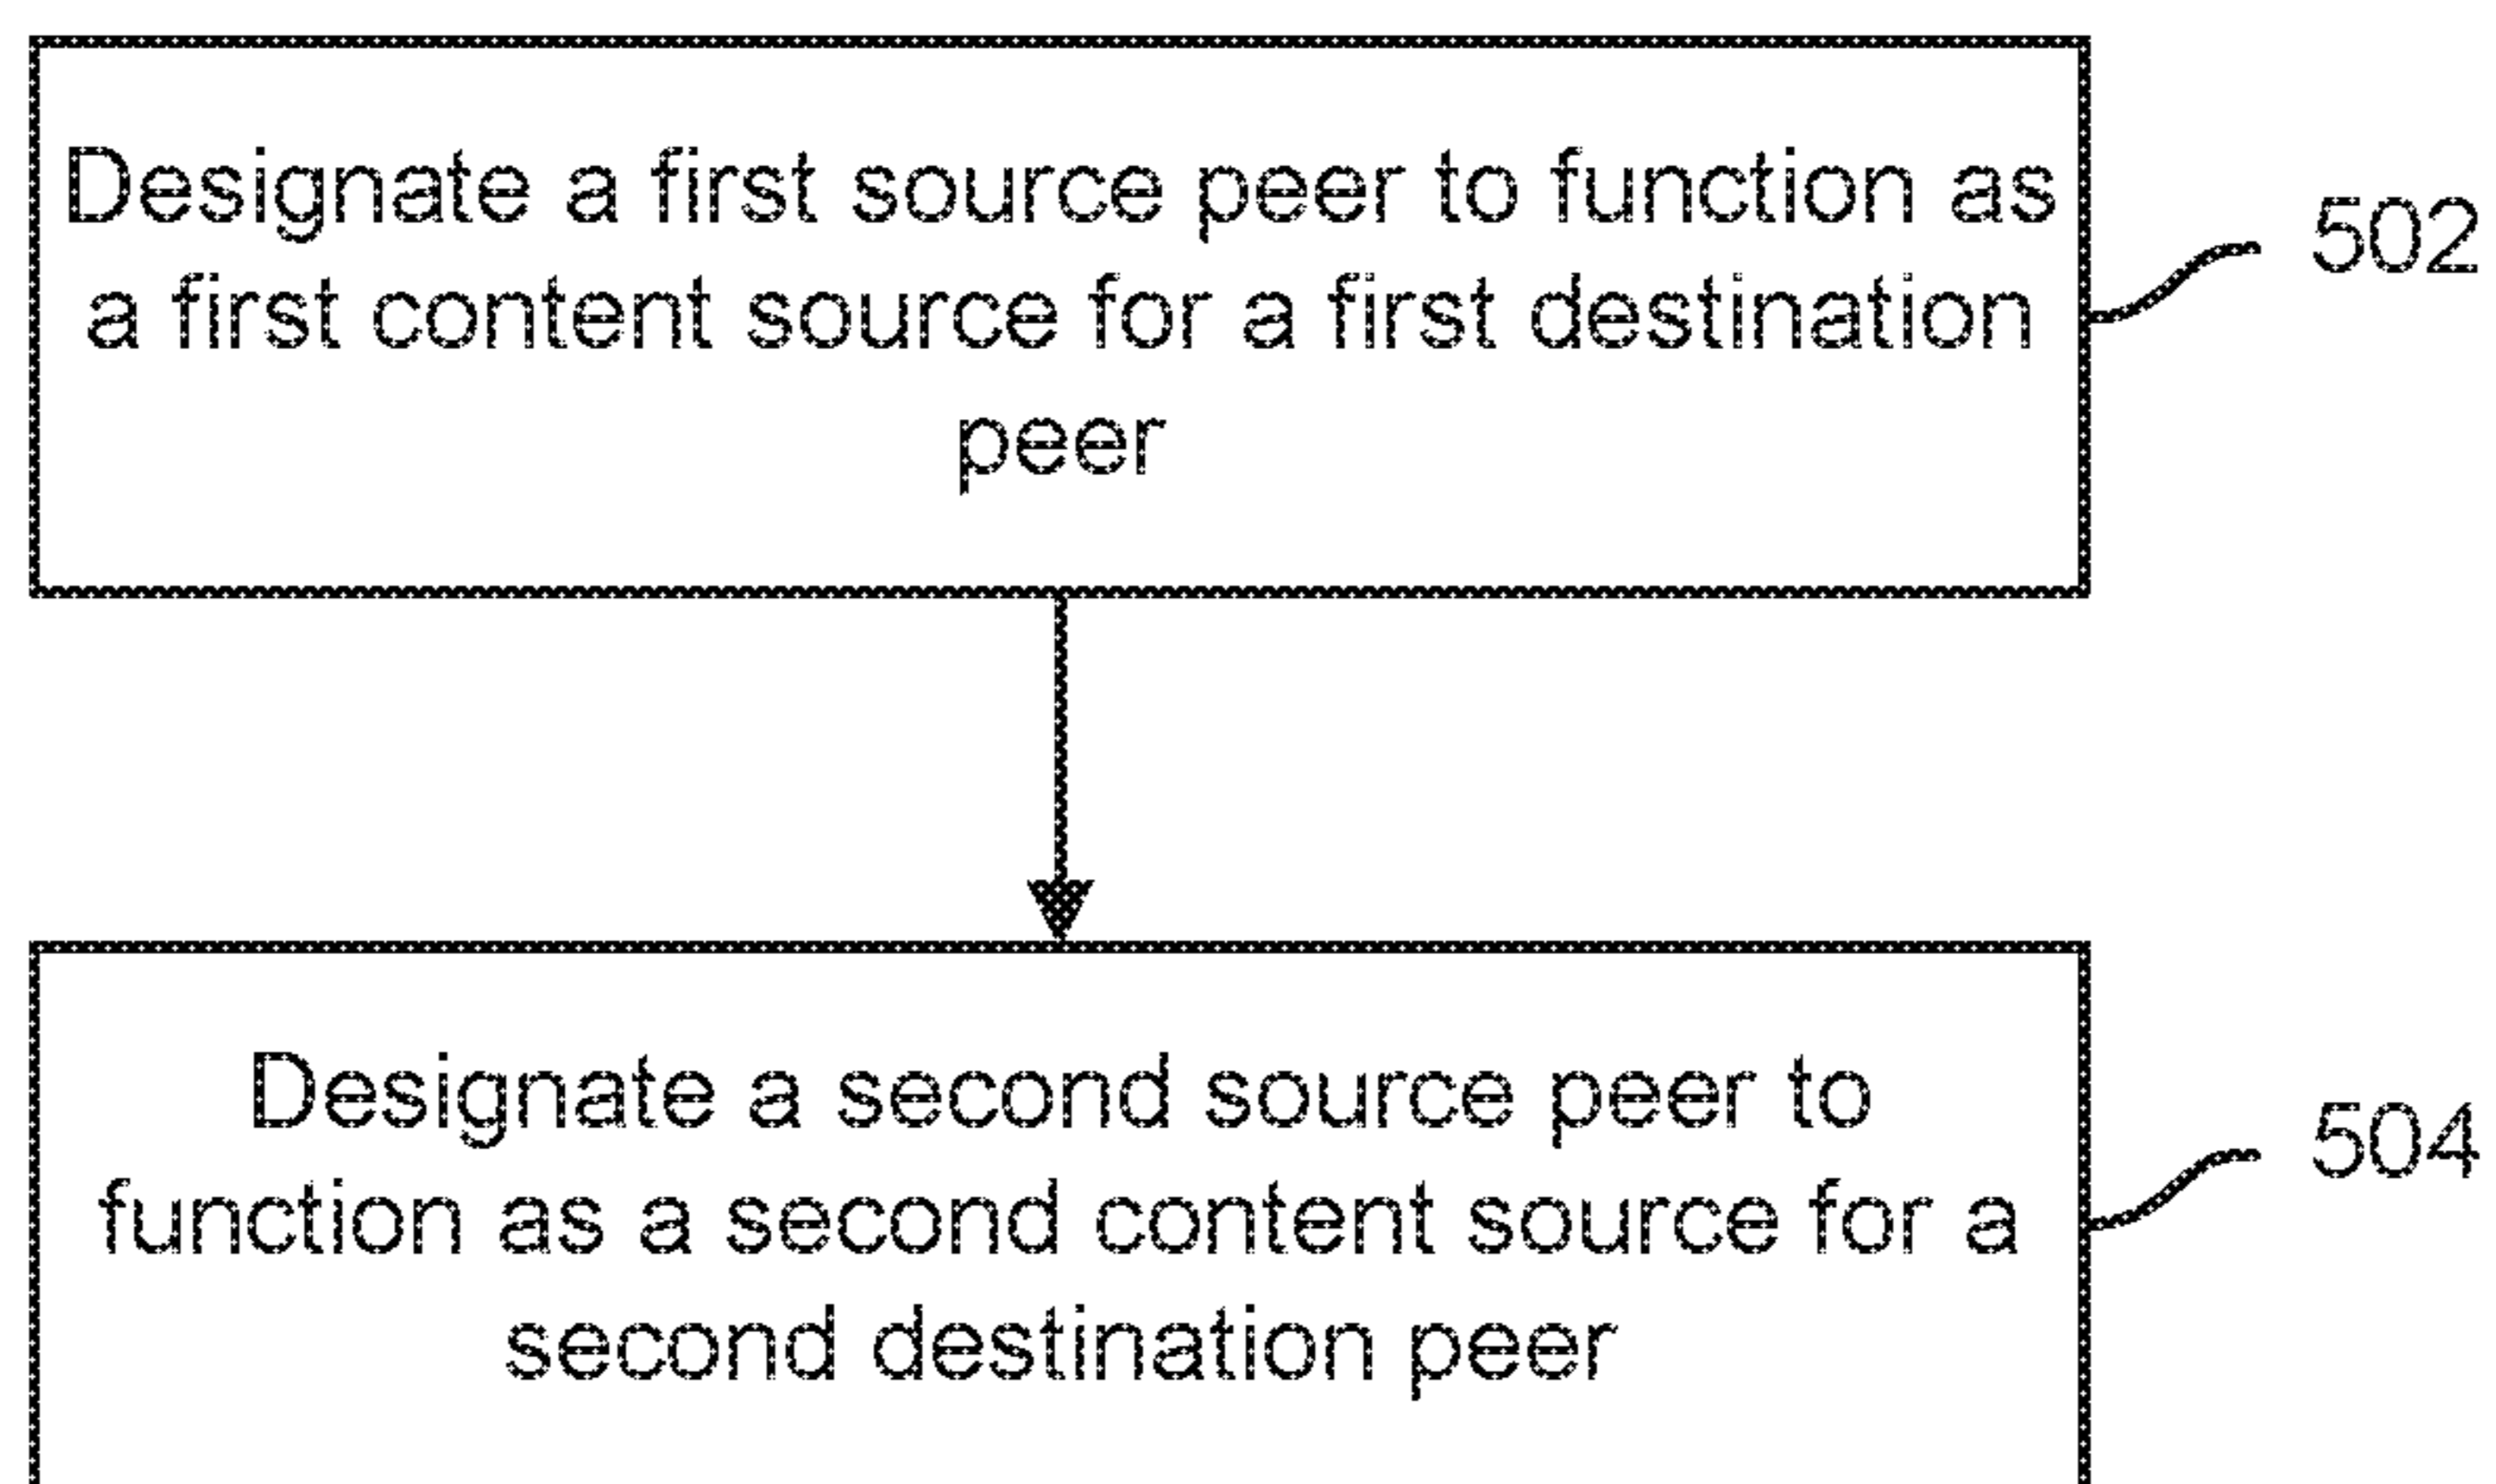 Designate a first source peer to function as
a first content source for a first destination
peer
502
Designate a second source peer to
function as a second content source for a
second destination peer
504